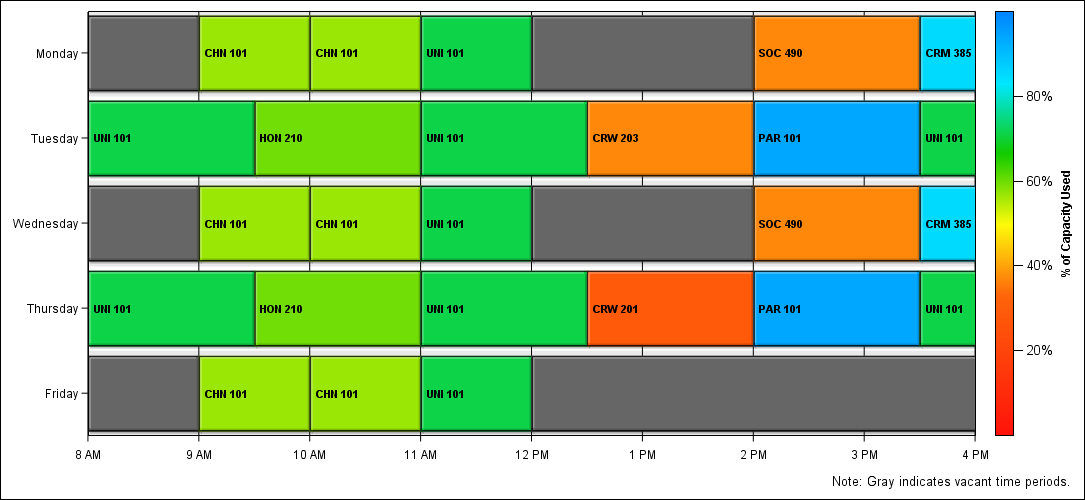 Monday
CHN 101
CHN 101
UNI 101
SOC 490
CRM 385
Tuesday
UNI 101
HON 210
UNI 101
CRW 203
PAR 101
UNI 101
Wednesday
CHN 101
CHN 101
UNI 101
SOC 490
CRM 385
Thursday
UNI 101
HON 210
UNI 101
CRW 201
PAR 101
UNI 101
Friday
CHN 101
CHN 101
UNI 101
8 AM
9 AM
10 AM
11 AM
12 PM
1 PM
2 PM
3 PM
4 PM
80%
60%
40%
20%
% of Capacity Used
Note: Gray indicates vacant time periods.